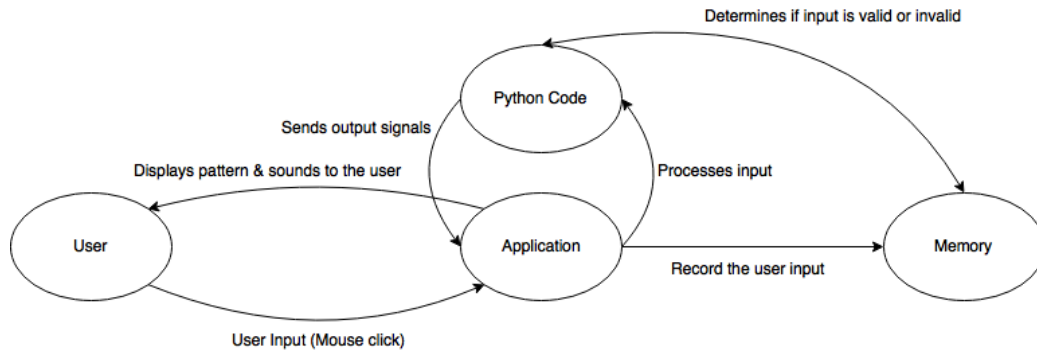 Determines if input is valid or invalid
Python Code
Sends output signals
Displays pattern & sounds to the user
Processes input
User
Application
Memory
Record the user input
User Input (Mouse click)